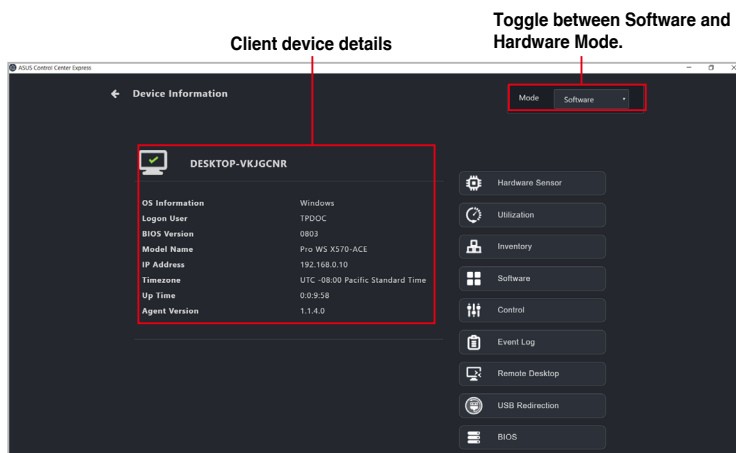 Toggle between Software and
Hardware Mode.
Client device details
ASUS Control Center Express
Device Information
Mode
Software
DESKTOP-VKJGCNR
OS Information Windows
Logon User TPDOC
BIOS Version 0803
Model Name Pro WS X570-ACE
IP Address 192.168.0.10
Timezone UTC -08:00 Pacific Standard Time
Up Time 0:0:9:58
Agent Version 1.1.4.0
Hardware Sensor
Utilization
Inventory
Software
Control
Event Log
Remote Desktop
USB Redirection
BIOS